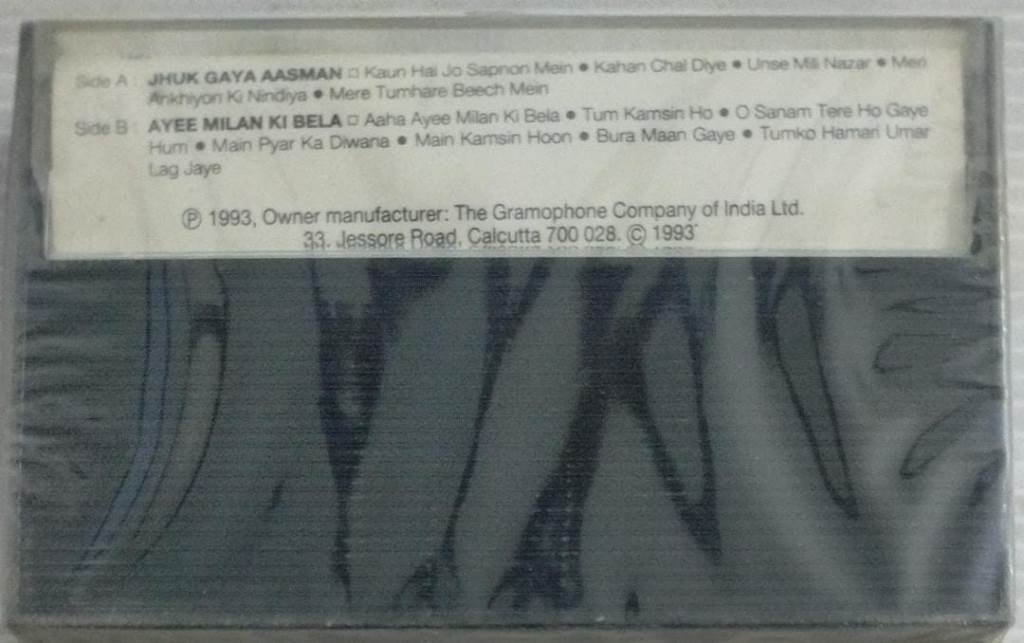 Side A : JHUK GAYA AASMAN □ Kaun Hai Jo Sapnon Mein ● Kahan Chal Diye ● Unse Mili Nazar ● Meri
Ankhiyon Ki Nindiya ● Mere Tumhare Beech Mein
Side B : AYEE MILAN KI BELA □ Aaha Ayee Milan Ki Bela ● Tum Kamsin Ho ● O Sanam Tere Ho Gaye
Hum ● Main Pyar Ka Diwana ● Main Kamsin Hoon ● Bura Maan Gaye ● Tumko Hamari Umar
Lag Jaye
Ⓟ 1993, Owner manufacturer: The Gramophone Company of India Ltd.
33, Jessore Road, Calcutta 700 028. © 1993